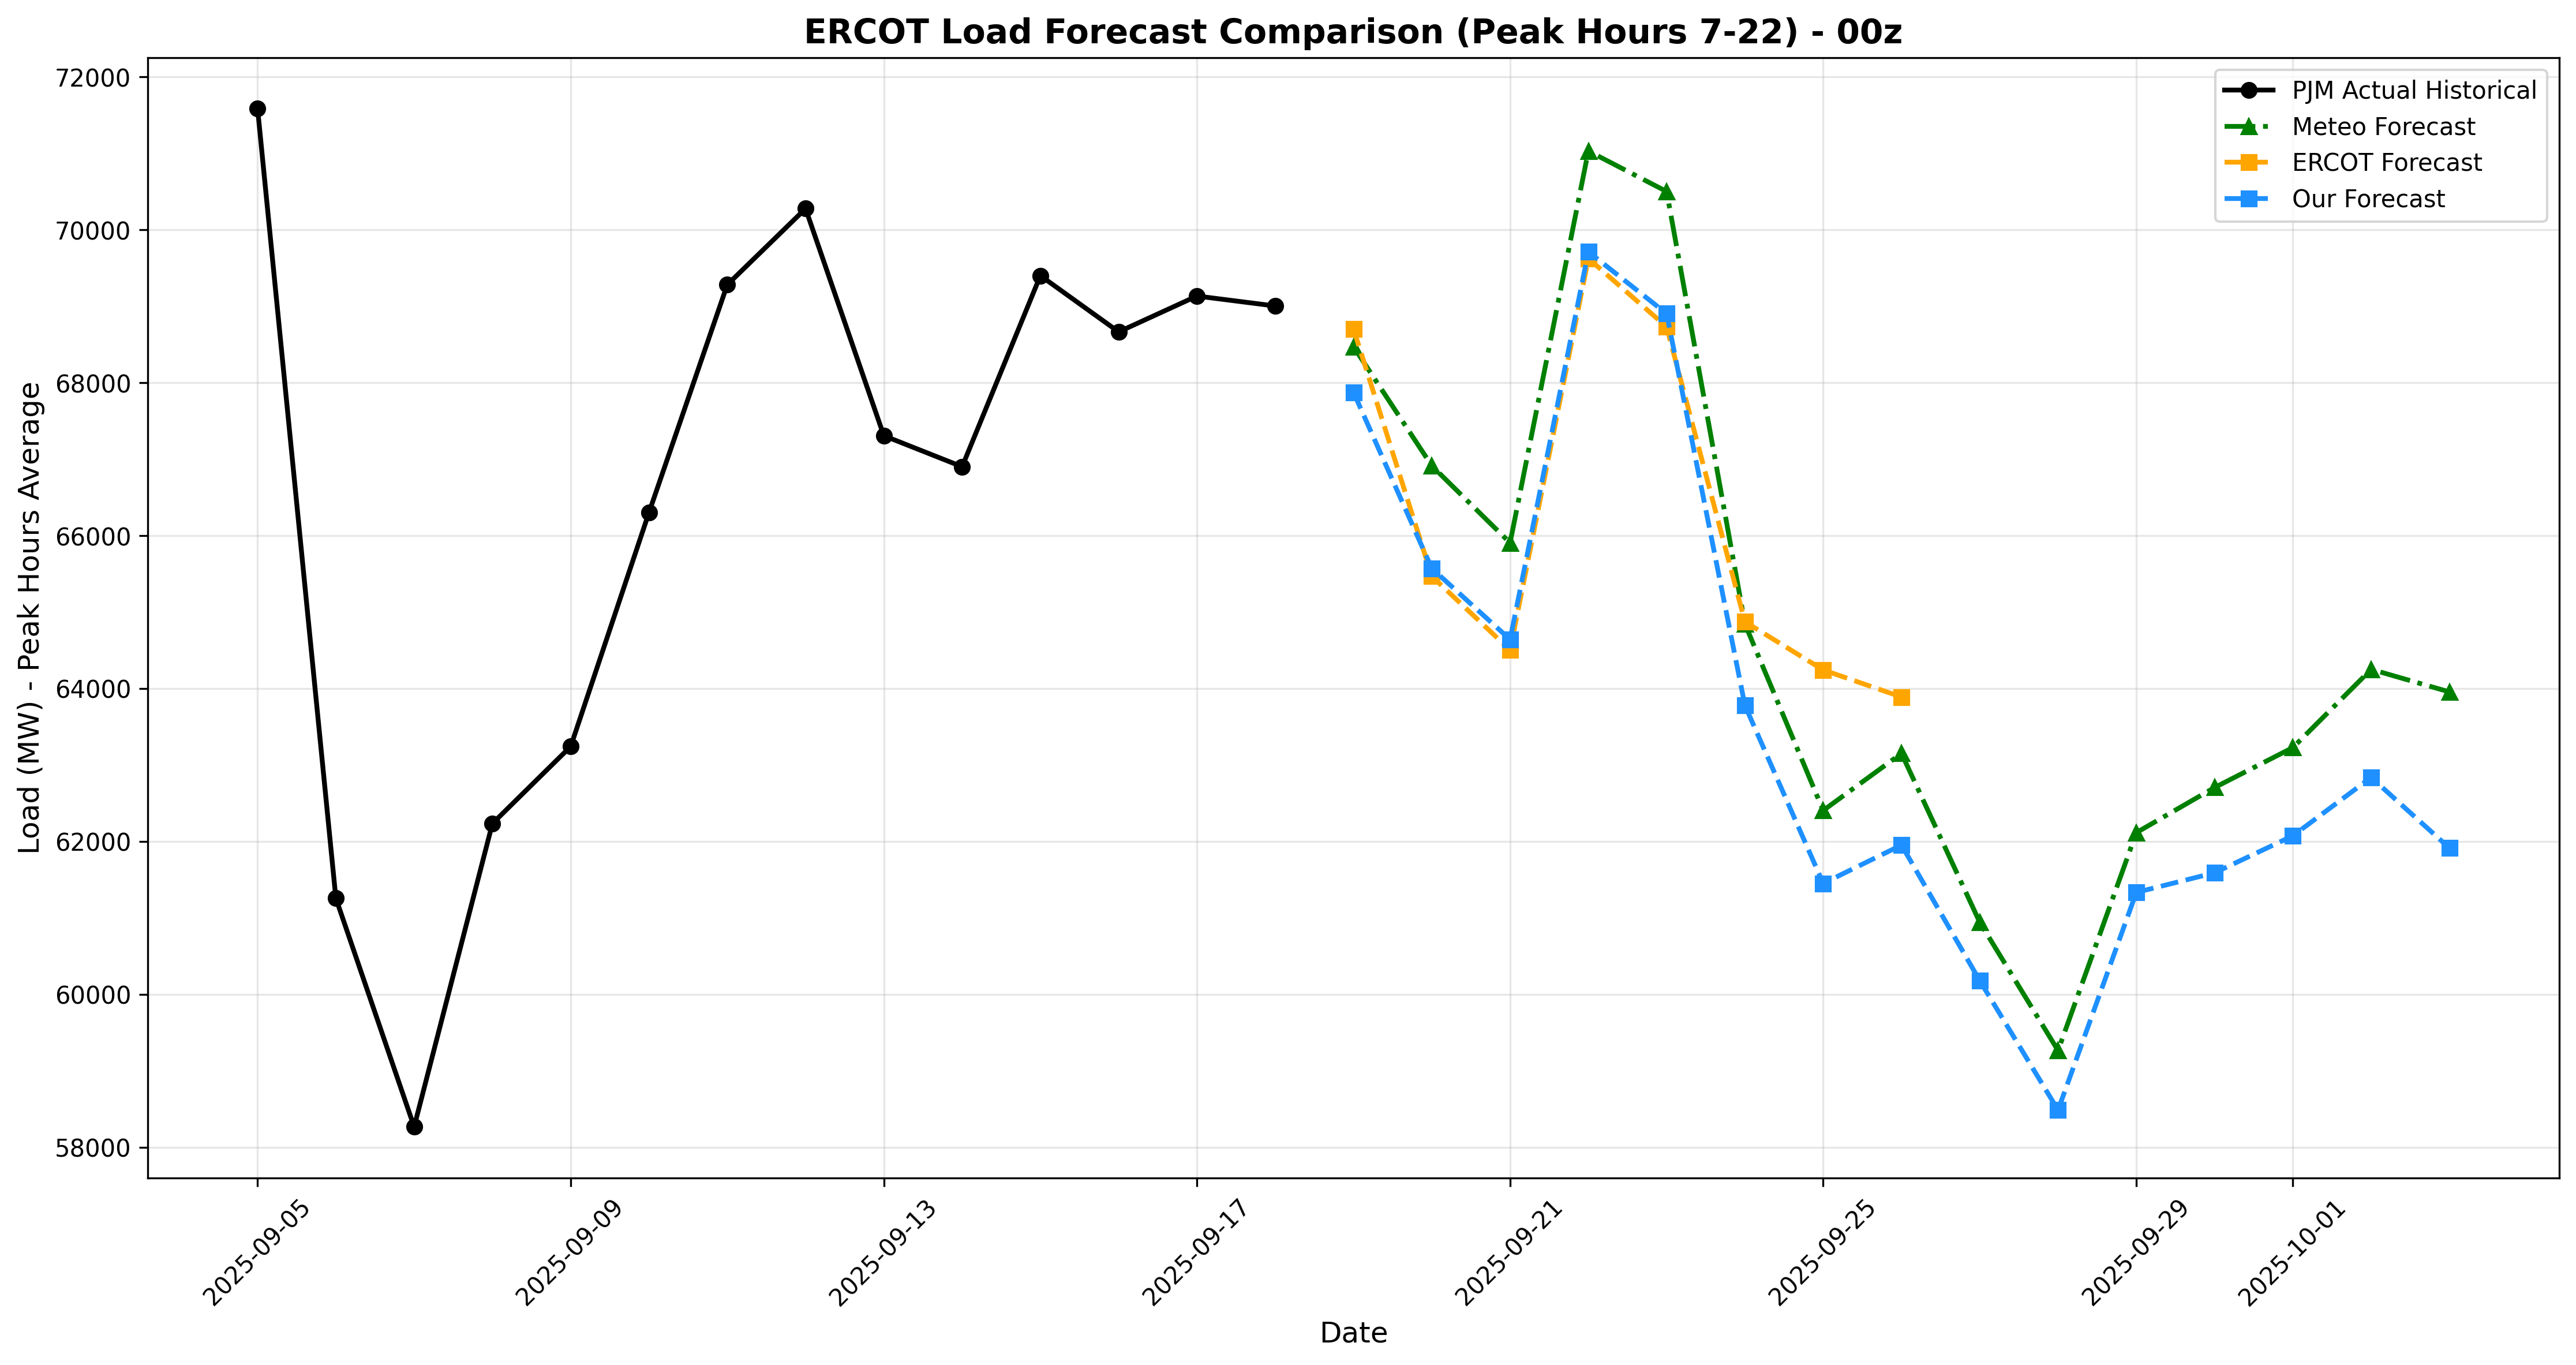 ERCOT Load Forecast Comparison (Peak Hours 7-22) - 00z
PJM Actual Historical
Meteo Forecast
ERCOT Forecast
Our Forecast
Load (MW) - Peak Hours Average
72000
70000
68000
66000
64000
62000
60000
58000
2025-09-05
2025-09-09
2025-09-13
2025-09-17
2025-09-21
2025-09-25
2025-09-29
2025-10-01
Date